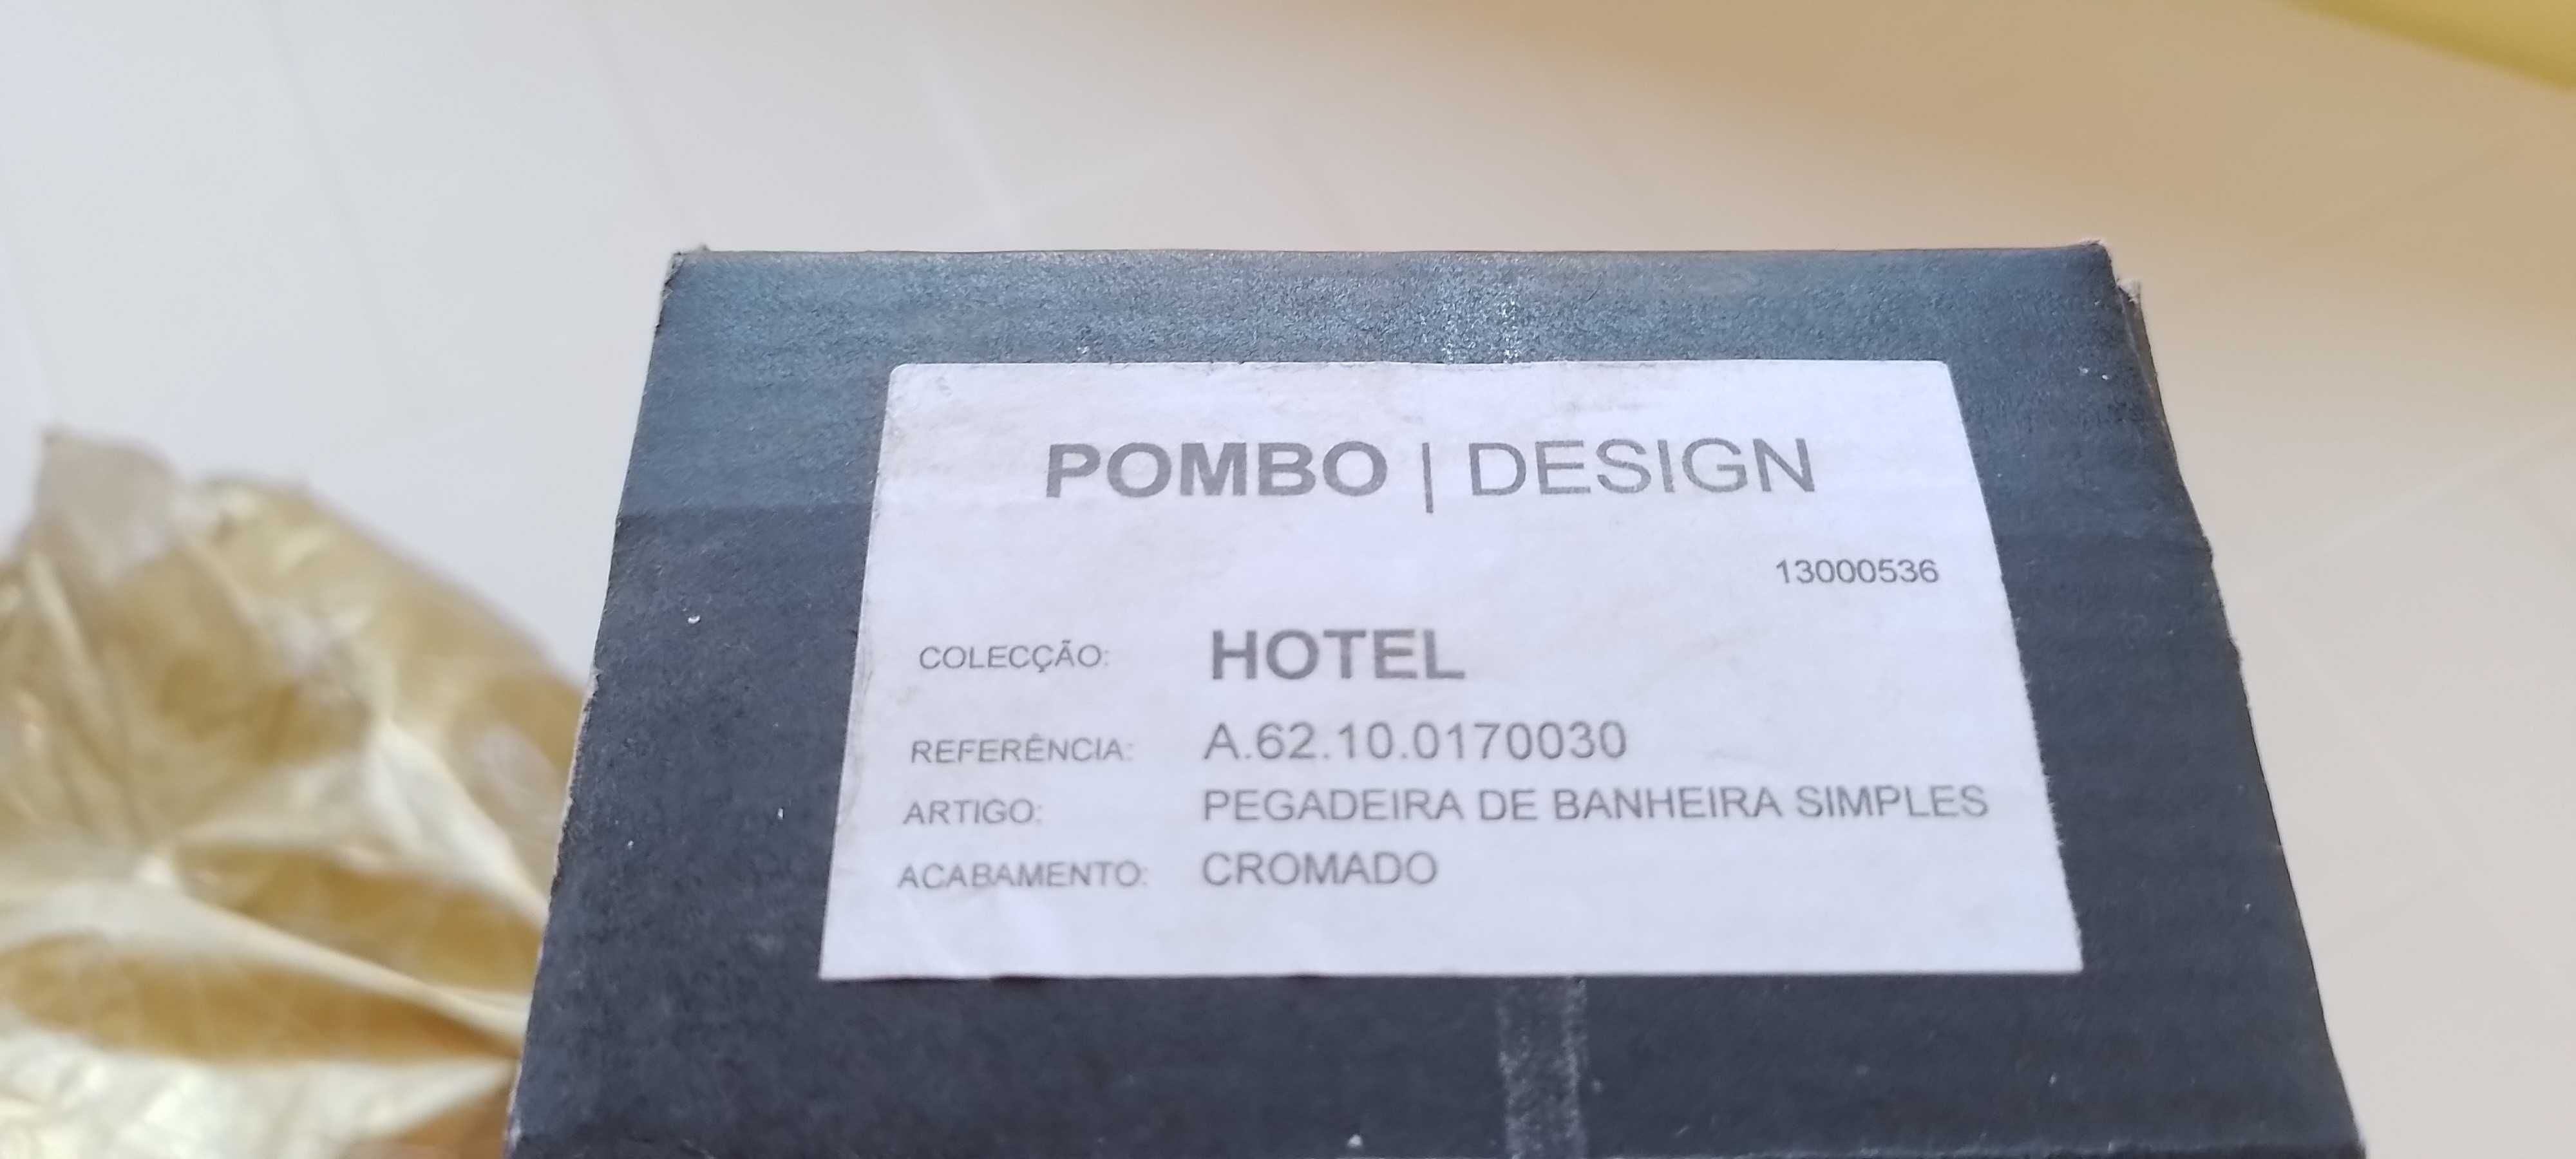 POMBO | DESIGN
13000536
COLECÇÃO: HOTEL
REFERÊNCIA: A.62.10.0170030
ARTIGO: PEGADEIRA DE BANHEIRA SIMPLES
ACABAMENTO: CROMADO